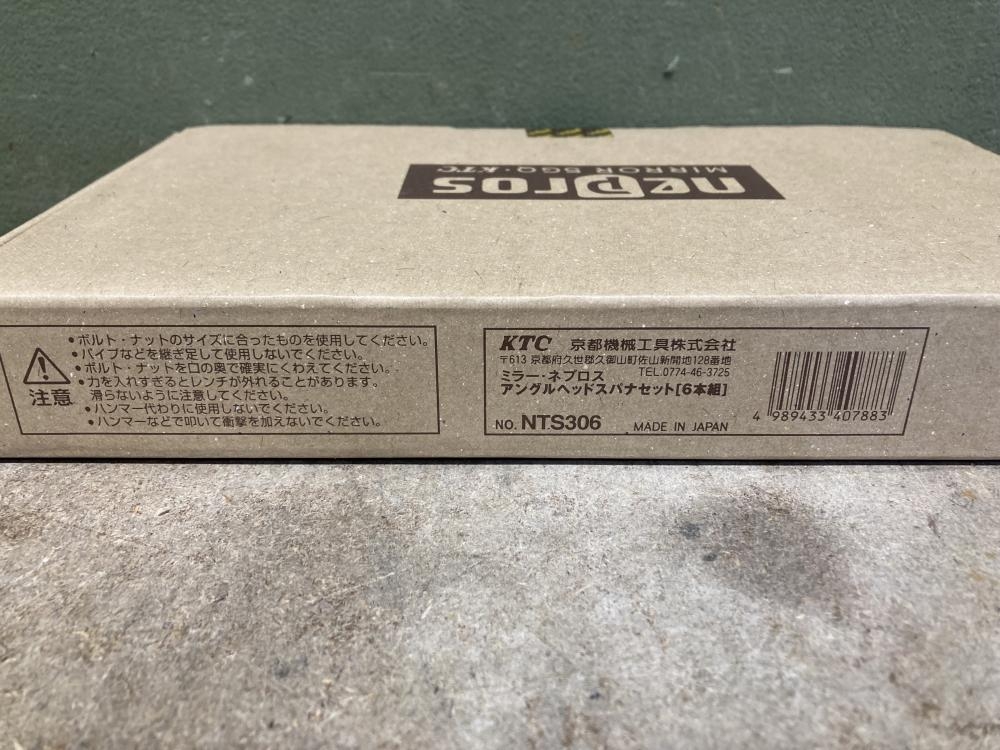 nepros
MIRROR SGO・KTC
・ボルト・ナットのサイズに合ったものを使用してください。
・パイプなどを継ぎ足して使用しないでください。
・ボルト・ナットを口の奥で確実にくわえてください。
・力を入れすぎるとレンチが外れることがあります。
滑らないように注意してください。
・ハンマー代わりに使用しないでください。
・ハンマーなどで叩いて衝撃を加えないでください。
注意
KTC 京都機械工具株式会社
〒613 京都府久世郡久御山町佐山新開地128番地
TEL.0774-46-3725
ミラー・ネプロス
アングルヘッドスパナセット[6本組]
NO. NTS306 MADE IN JAPAN
4 989433 407883